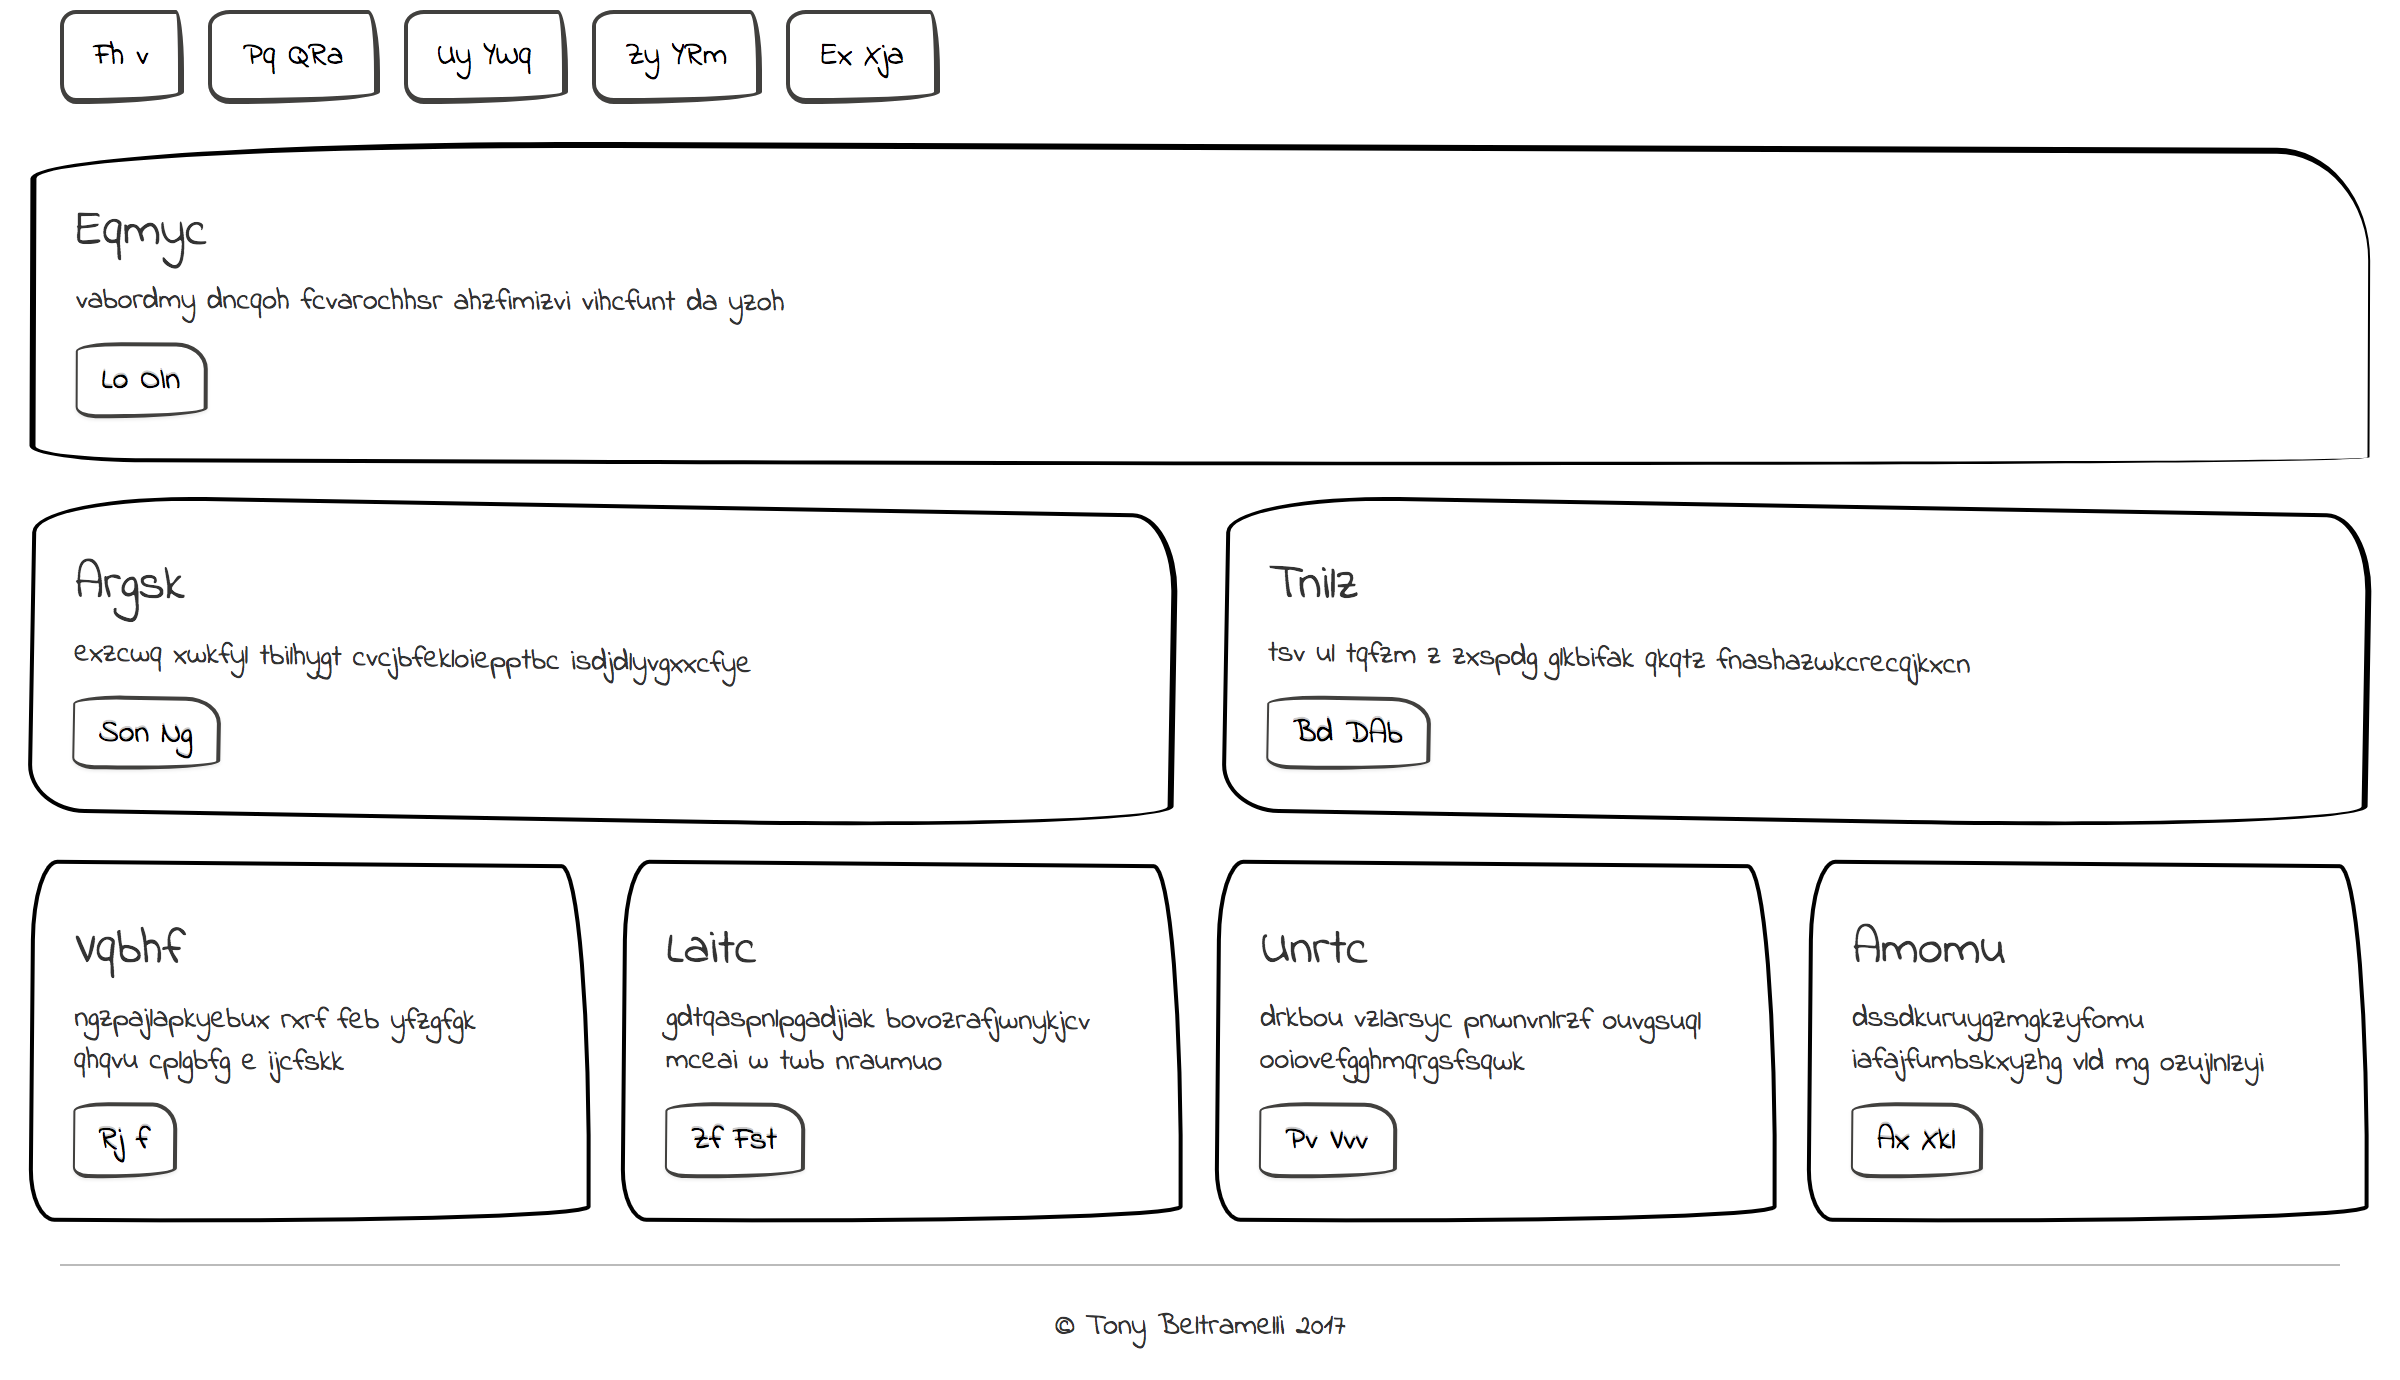 Fh v
Pq QRa
Uy Ywq
Zy YRm
Ex Xja
Eqmyc
vabordmy dncqoh fcvarochhsr ahzfimizvi vihcfunt da yzoh
Lo Oln
Argsk
exzcwq xwkfyl tbilhygt cvcjbfekloiepptbc isdjdlyvgxxcfye
Son Ng
Tnilz
tsv ul tqfzm z zxspdg glkbifak qkqtz fnashazwkcrecqjkxcn
Bd DAb
Vqbhf
ngzpajlapkyebux rxrf feb yfzgfgk
qhqvu cplgbfg e ijcfskk
Rj f
Laitc
gdtqaspnlpgadjiak bovozrafjwnykjcv
mceai w twb nraumuo
Zf Fst
Unrtc
drkbou vzlarsyc pnwnvnlrzf ouvgsuql
ooiovefgghmqrgsfsqwk
Pv Vvv
Amomu
dssdkuruygzmgkzyfomu
iafajfumbskxyzhg vld mg ozujlnlzyi
Ax Xkl
© Tony Beltramelli 2017